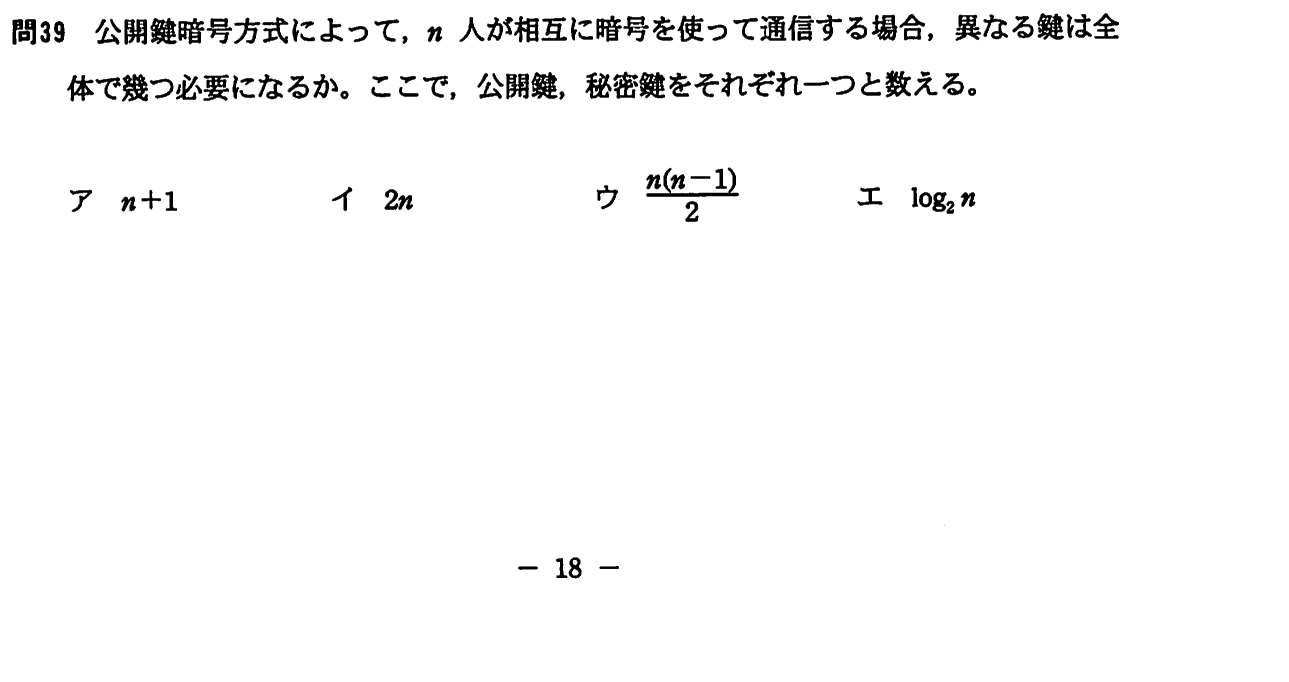 問39 公開鍵暗号方式によって，n 人が相互に暗号を使って通信する場合，異なる鍵は全
体で幾つ必要になるか。ここで，公開鍵，秘密鍵をそれぞれ一つと数える。
ア n＋1 イ 2n ウ n(n－1)/2 エ log₂ n
－ 18 －